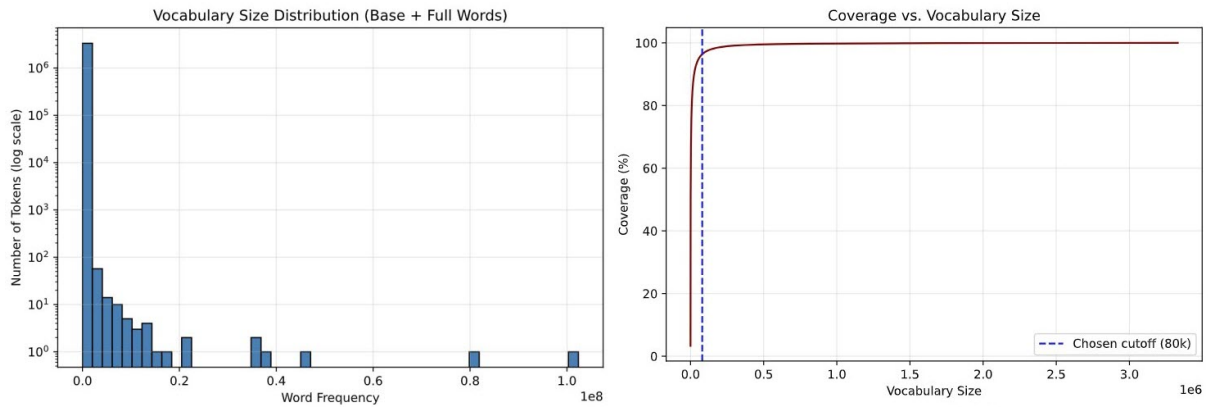 Vocabulary Size Distribution (Base + Full Words)
Number of Tokens (log scale)
10^6
10^5
10^4
10^3
10^2
10^1
10^0
0.0 0.2 0.4 0.6 0.8 1.0
1e8
Word Frequency
Coverage vs. Vocabulary Size
Coverage (%)
100
80
60
40
20
0
Chosen cutoff (80k)
0.0 0.5 1.0 1.5 2.0 2.5 3.0
1e6
Vocabulary Size